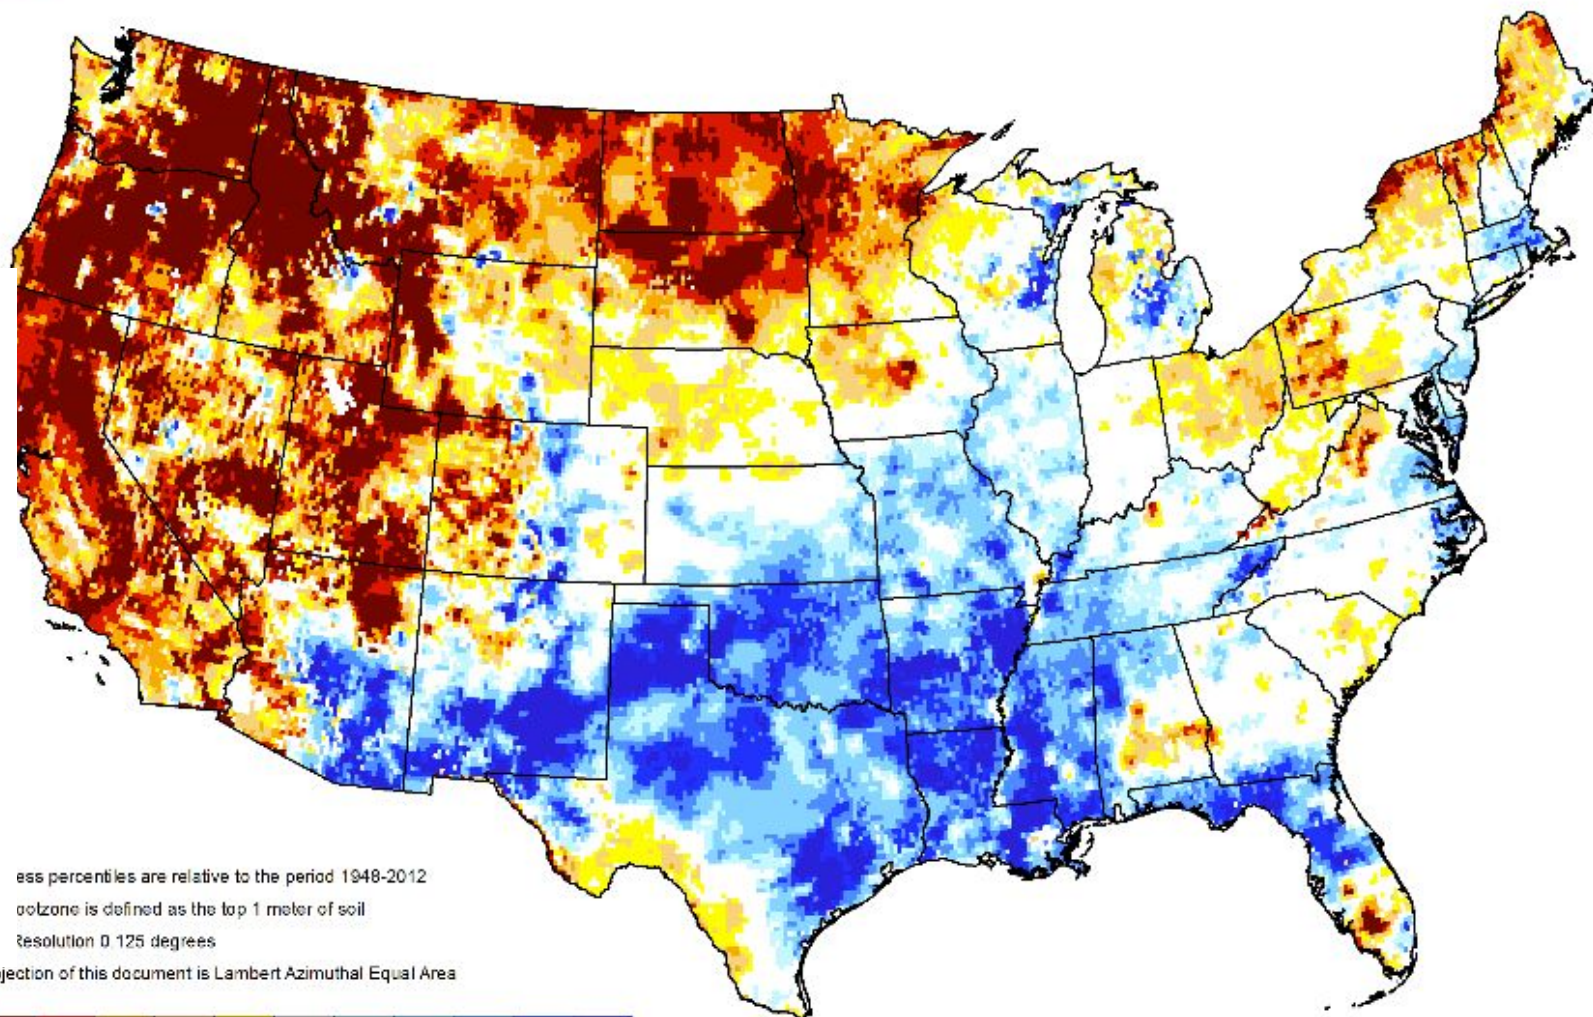 ess percentiles are relative to the period 1948-2012
ootzone is defined as the top 1 meter of soil
Resolution 0.125 degrees
jection of this document is Lambert Azimuthal Equal Area